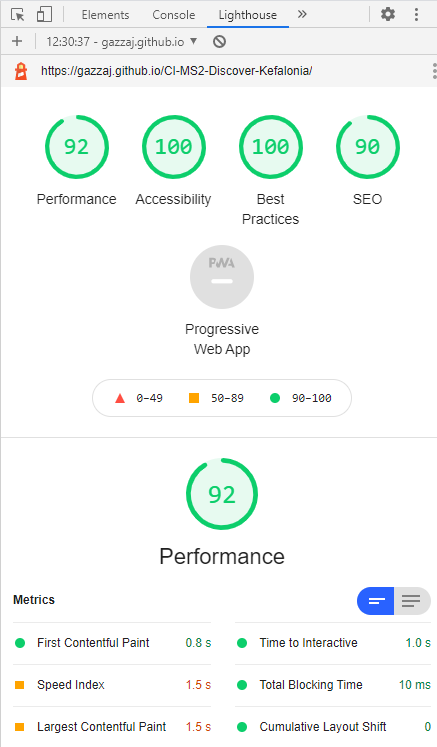 Elements Console Lighthouse »
+ 12:30:37 - gazzaj.github.io
https://gazzaj.github.io/CI-MS2-Discover-Kefalonia/
92 100 100 90
Performance Accessibility Best Practices SEO
PWA
Progressive
Web App
0–49 50–89 90–100
92
Performance
Metrics
First Contentful Paint 0.8 s Time to Interactive 1.0 s
Speed Index 1.5 s Total Blocking Time 10 ms
Largest Contentful Paint 1.5 s Cumulative Layout Shift 0